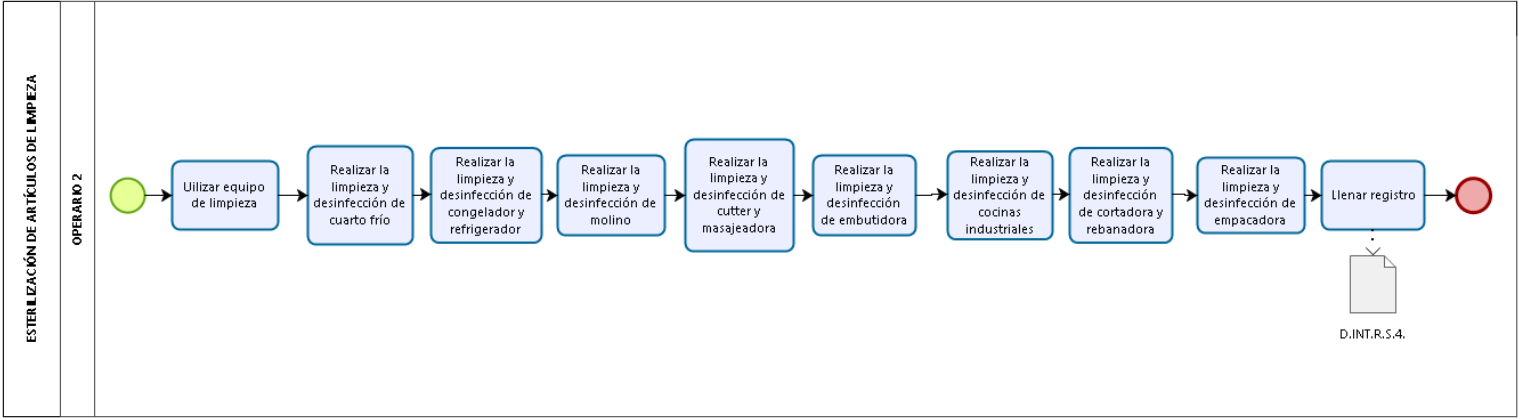 ESTERILIZACIÓN DE ARTÍCULOS DE LIMPIEZA
OPERARIO 2
Uilizar equipo
de limpieza
Realizar la
limpieza y
desinfección de
cuarto frío
Realizar la
limpieza y
desinfección de
congelador y
refrigerador
Realizar la
limpieza y
desinfección de
molino
Realizar la
limpieza y
desinfección de
cutter y
masajeadora
Realizar la
limpieza y
desinfección
de embutidora
Realizar la
limpieza y
desinfección de
cocinas
industriales
Realizar la
limpieza y
desinfección
de cortadora y
rebanadora
Realizar la
limpieza y
desinfección de
empacadora
Llenar registro
D.INT.R.S.4.